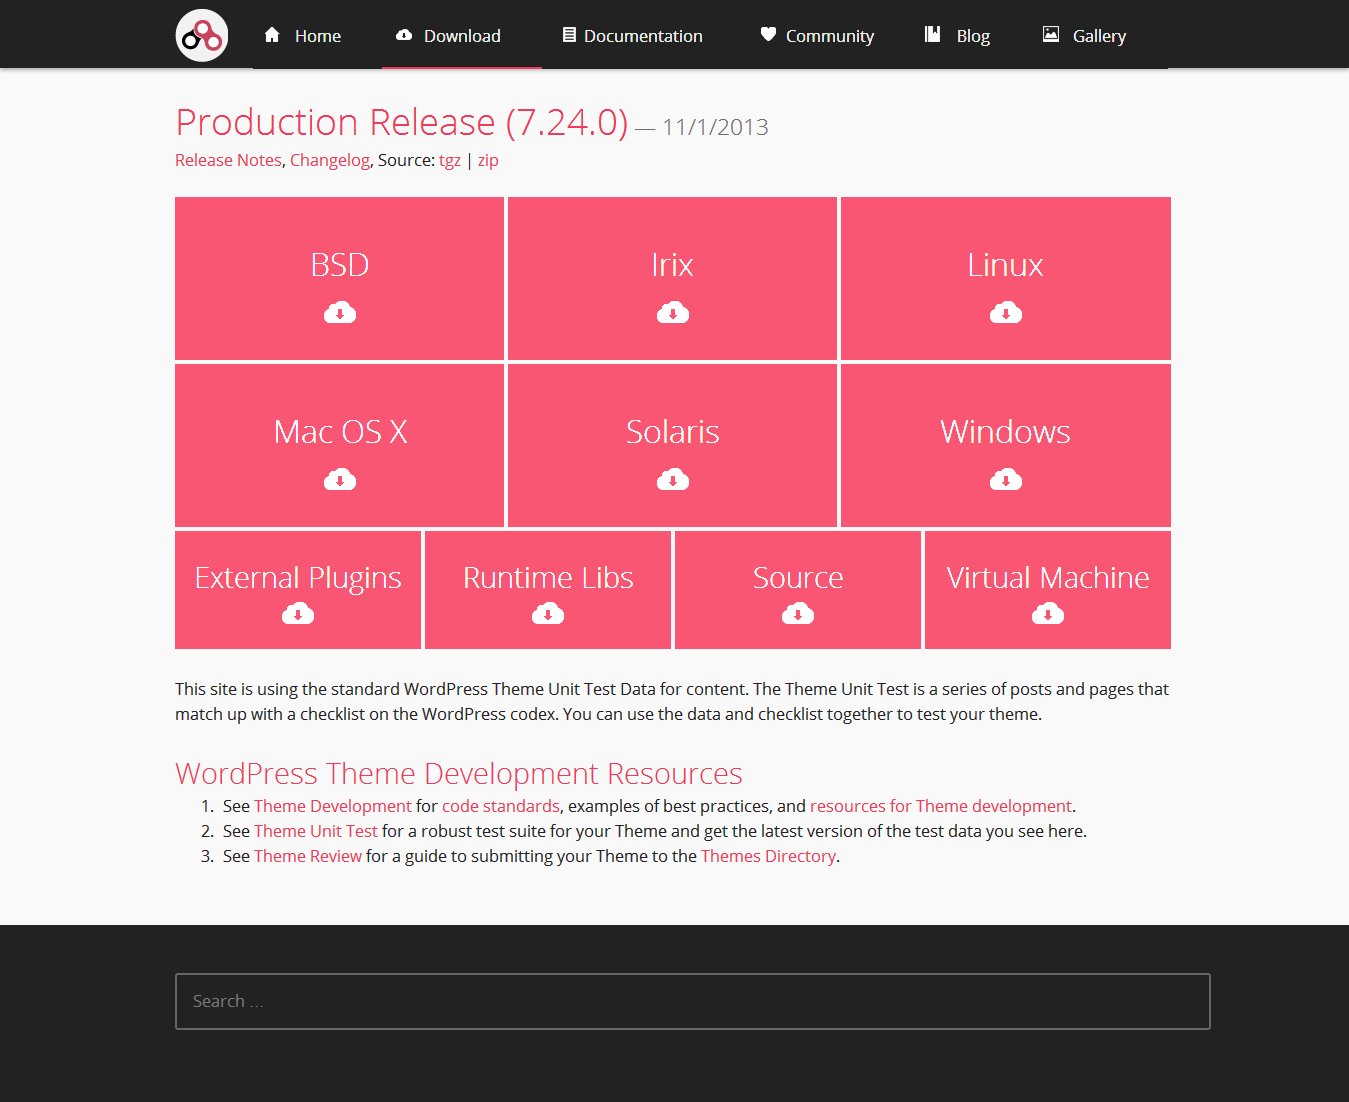 Home Download Documentation Community Blog Gallery
Production Release (7.24.0) — 11/1/2013
Release Notes, Changelog, Source: tgz | zip
BSD Irix Linux
Mac OS X Solaris Windows
External Plugins Runtime Libs Source Virtual Machine
This site is using the standard WordPress Theme Unit Test Data for content. The Theme Unit Test is a series of posts and pages that
match up with a checklist on the WordPress codex. You can use the data and checklist together to test your theme.
WordPress Theme Development Resources
1. See Theme Development for code standards, examples of best practices, and resources for Theme development.
2. See Theme Unit Test for a robust test suite for your Theme and get the latest version of the test data you see here.
3. See Theme Review for a guide to submitting your Theme to the Themes Directory.
Search ...